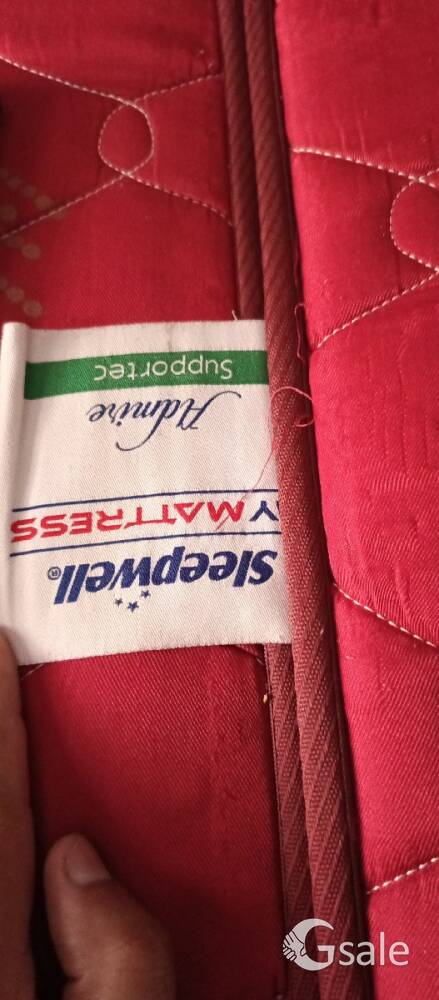 Sleepwell®
Y MATTRESS
Admire
Supportec
Gsale